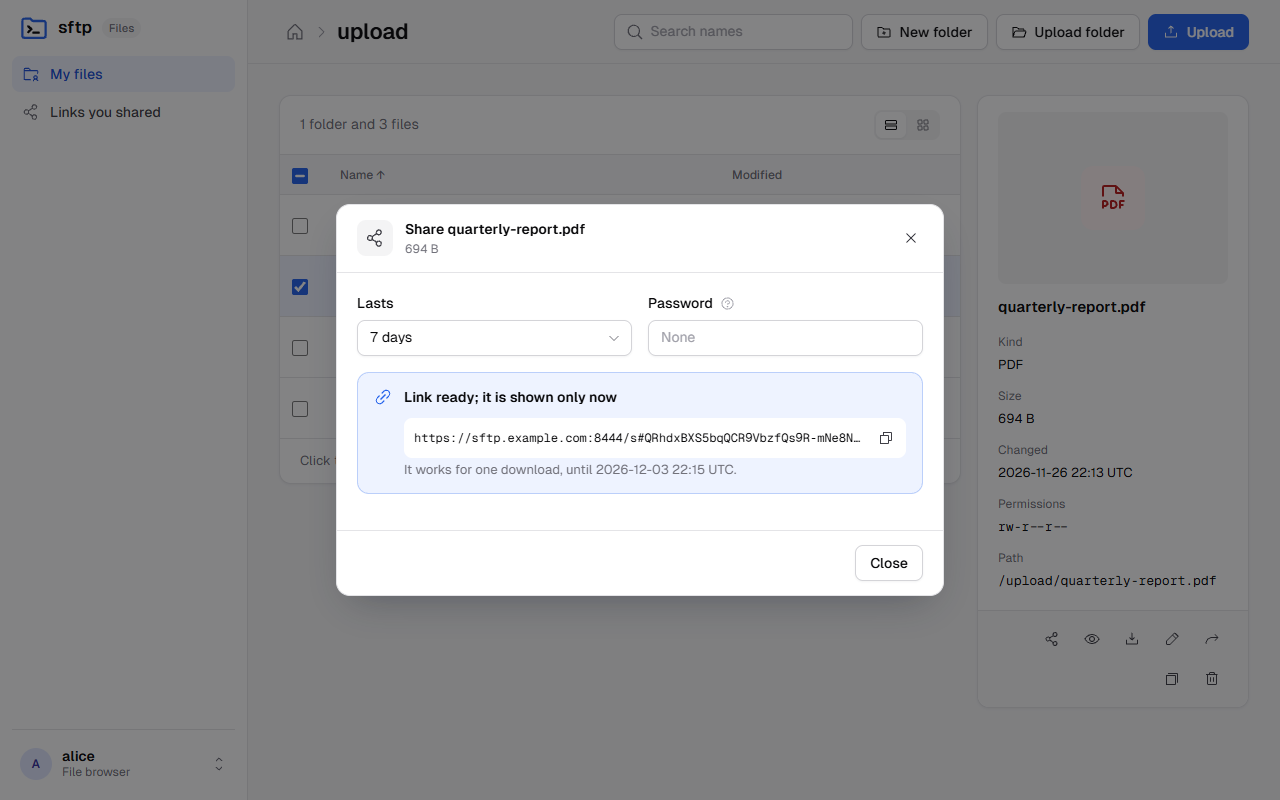 sftp Files
My files
Links you shared
alice
A
File browser
upload
Search names
New folder
Upload folder
Upload
1 folder and 3 files
Name ↑ Modified
Click
Share quarterly-report.pdf
694 B
Lasts
Password
7 days
None
Link ready; it is shown only now
https://sftp.example.com:8444/s#QRhdxBXS5bqQCR9VbzfQs9R-mNe8N…
It works for one download, until 2026-12-03 22:15 UTC.
Close
PDF
quarterly-report.pdf
Kind
PDF
Size
694 B
Changed
2026-11-26 22:13 UTC
Permissions
rw-r--r--
Path
/upload/quarterly-report.pdf